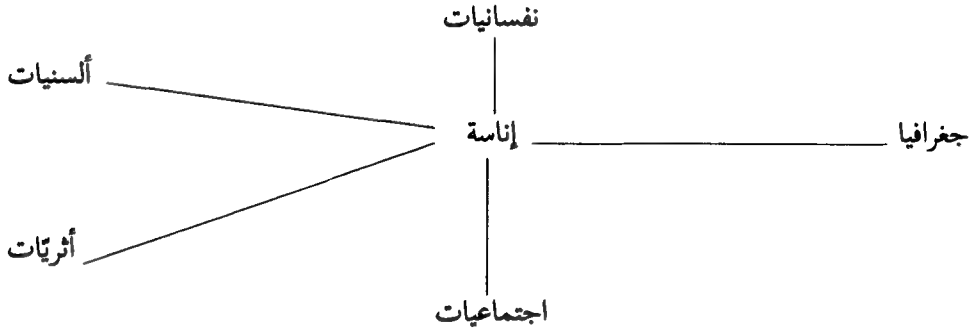 نفسانيات
ألسنيات
إناسة
جغرافيا
أثريّات
اجتماعيات